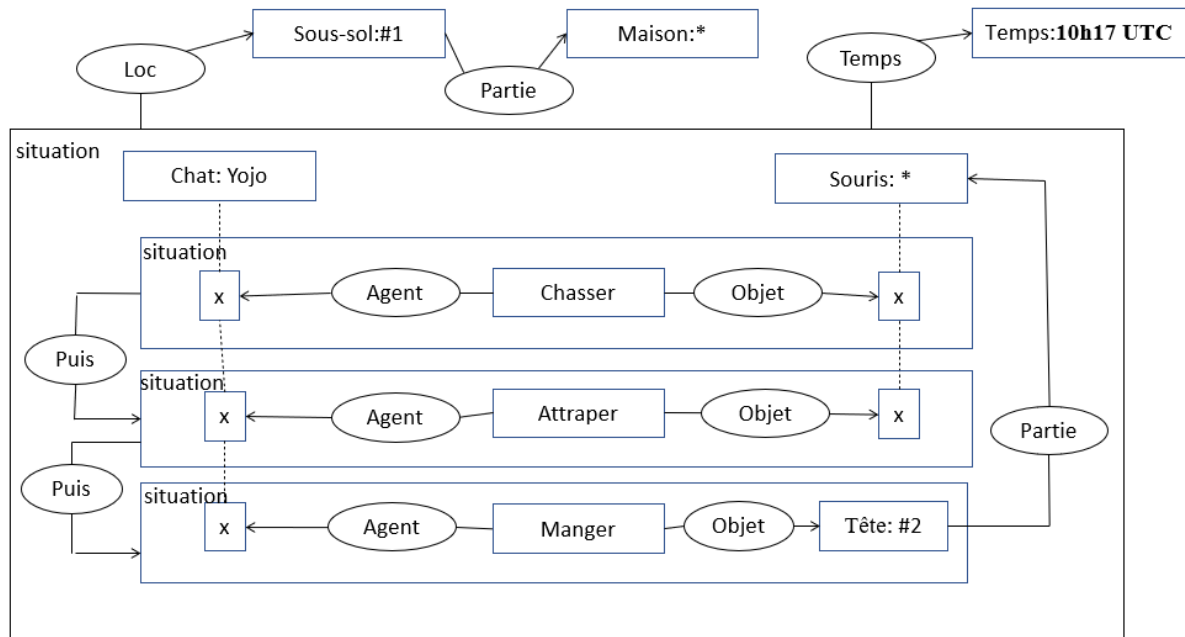 Sous-sol:#1
Maison:*
Temps:10h17 UTC
Loc
Partie
Temps
situation
Chat: Yojo
Souris: *
situation
x
Agent
Chasser
Objet
x
Puis
situation
x
Agent
Attraper
Objet
x
Partie
Puis
situation
x
Agent
Manger
Objet
Tête: #2